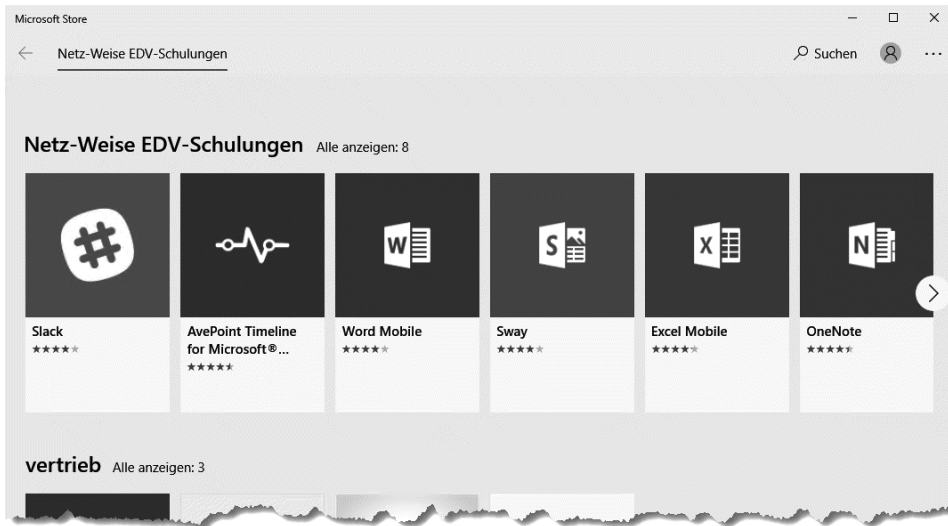 Microsoft Store
Netz-Weise EDV-Schulungen
Suchen
Netz-Weise EDV-Schulungen Alle anzeigen: 8
W
S
X
N
Slack
AvePoint Timeline
for Microsoft®...
Word Mobile
Sway
Excel Mobile
OneNote
vertrieb Alle anzeigen: 3